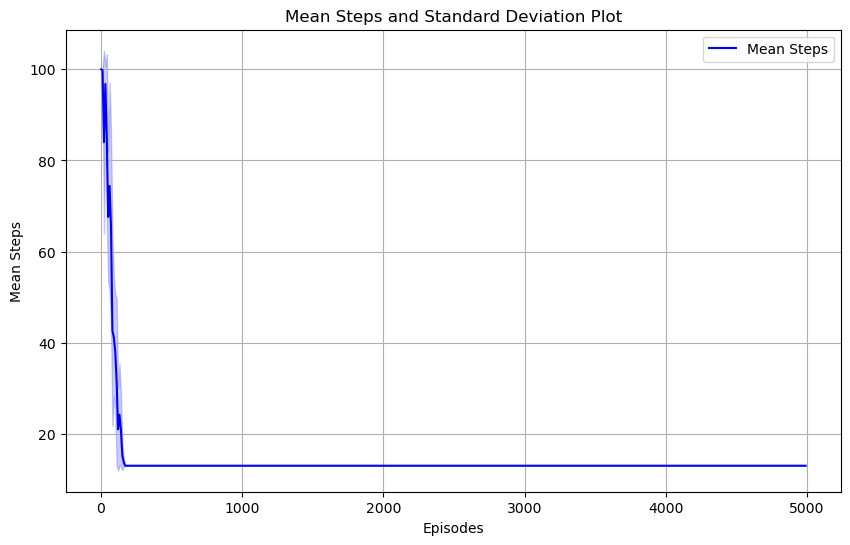 Mean Steps and Standard Deviation Plot
Mean Steps
100
80
60
40
20
Mean Steps
0 1000 2000 3000 4000 5000
Episodes